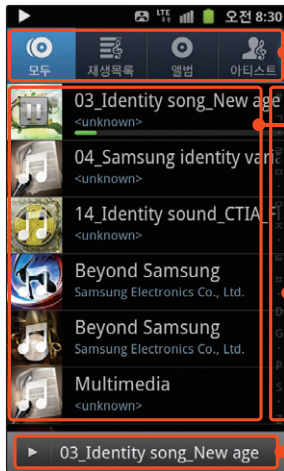 LTE 오전 8:30
모두 재생목록 앨범 아티스트
03_Identity song_New age
<unknown>
04_Samsung identity vari
<unknown>
14_Identity sound_CTIA_F
<unknown>
Beyond Samsung
Samsung Electronics Co., Ltd.
Beyond Samsung
Samsung Electronics Co., Ltd.
Multimedia
<unknown>
03_Identity song_New age